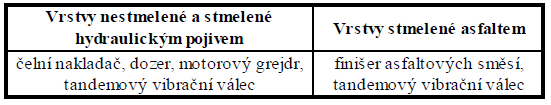 Vrstvy nestmelené a stmelené
hydraulickým pojivem
Vrstvy stmelené asfaltem
čelní nakladač, dozer, motorový grejdr,
tandemový vibrační válec
finišer asfaltových směsí,
tandemový vibrační válec